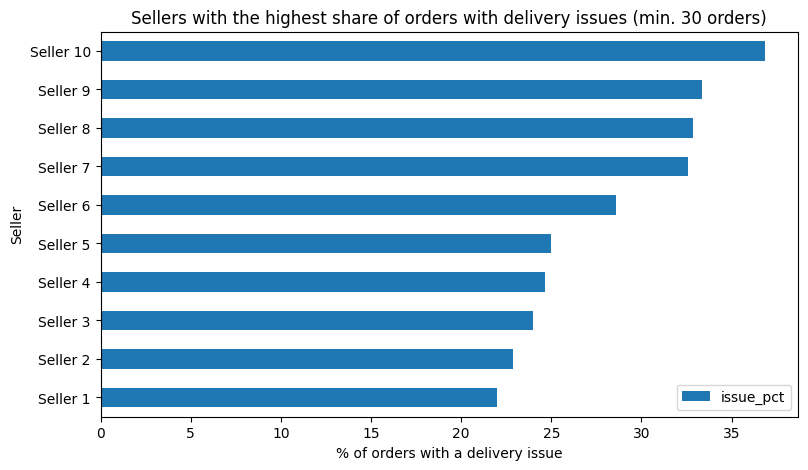 Sellers with the highest share of orders with delivery issues (min. 30 orders)
Seller 10
Seller 9
Seller 8
Seller 7
Seller 6
Seller 5
Seller 4
Seller 3
Seller 2
Seller 1
Seller
issue_pct
0 5 10 15 20 25 30 35
% of orders with a delivery issue